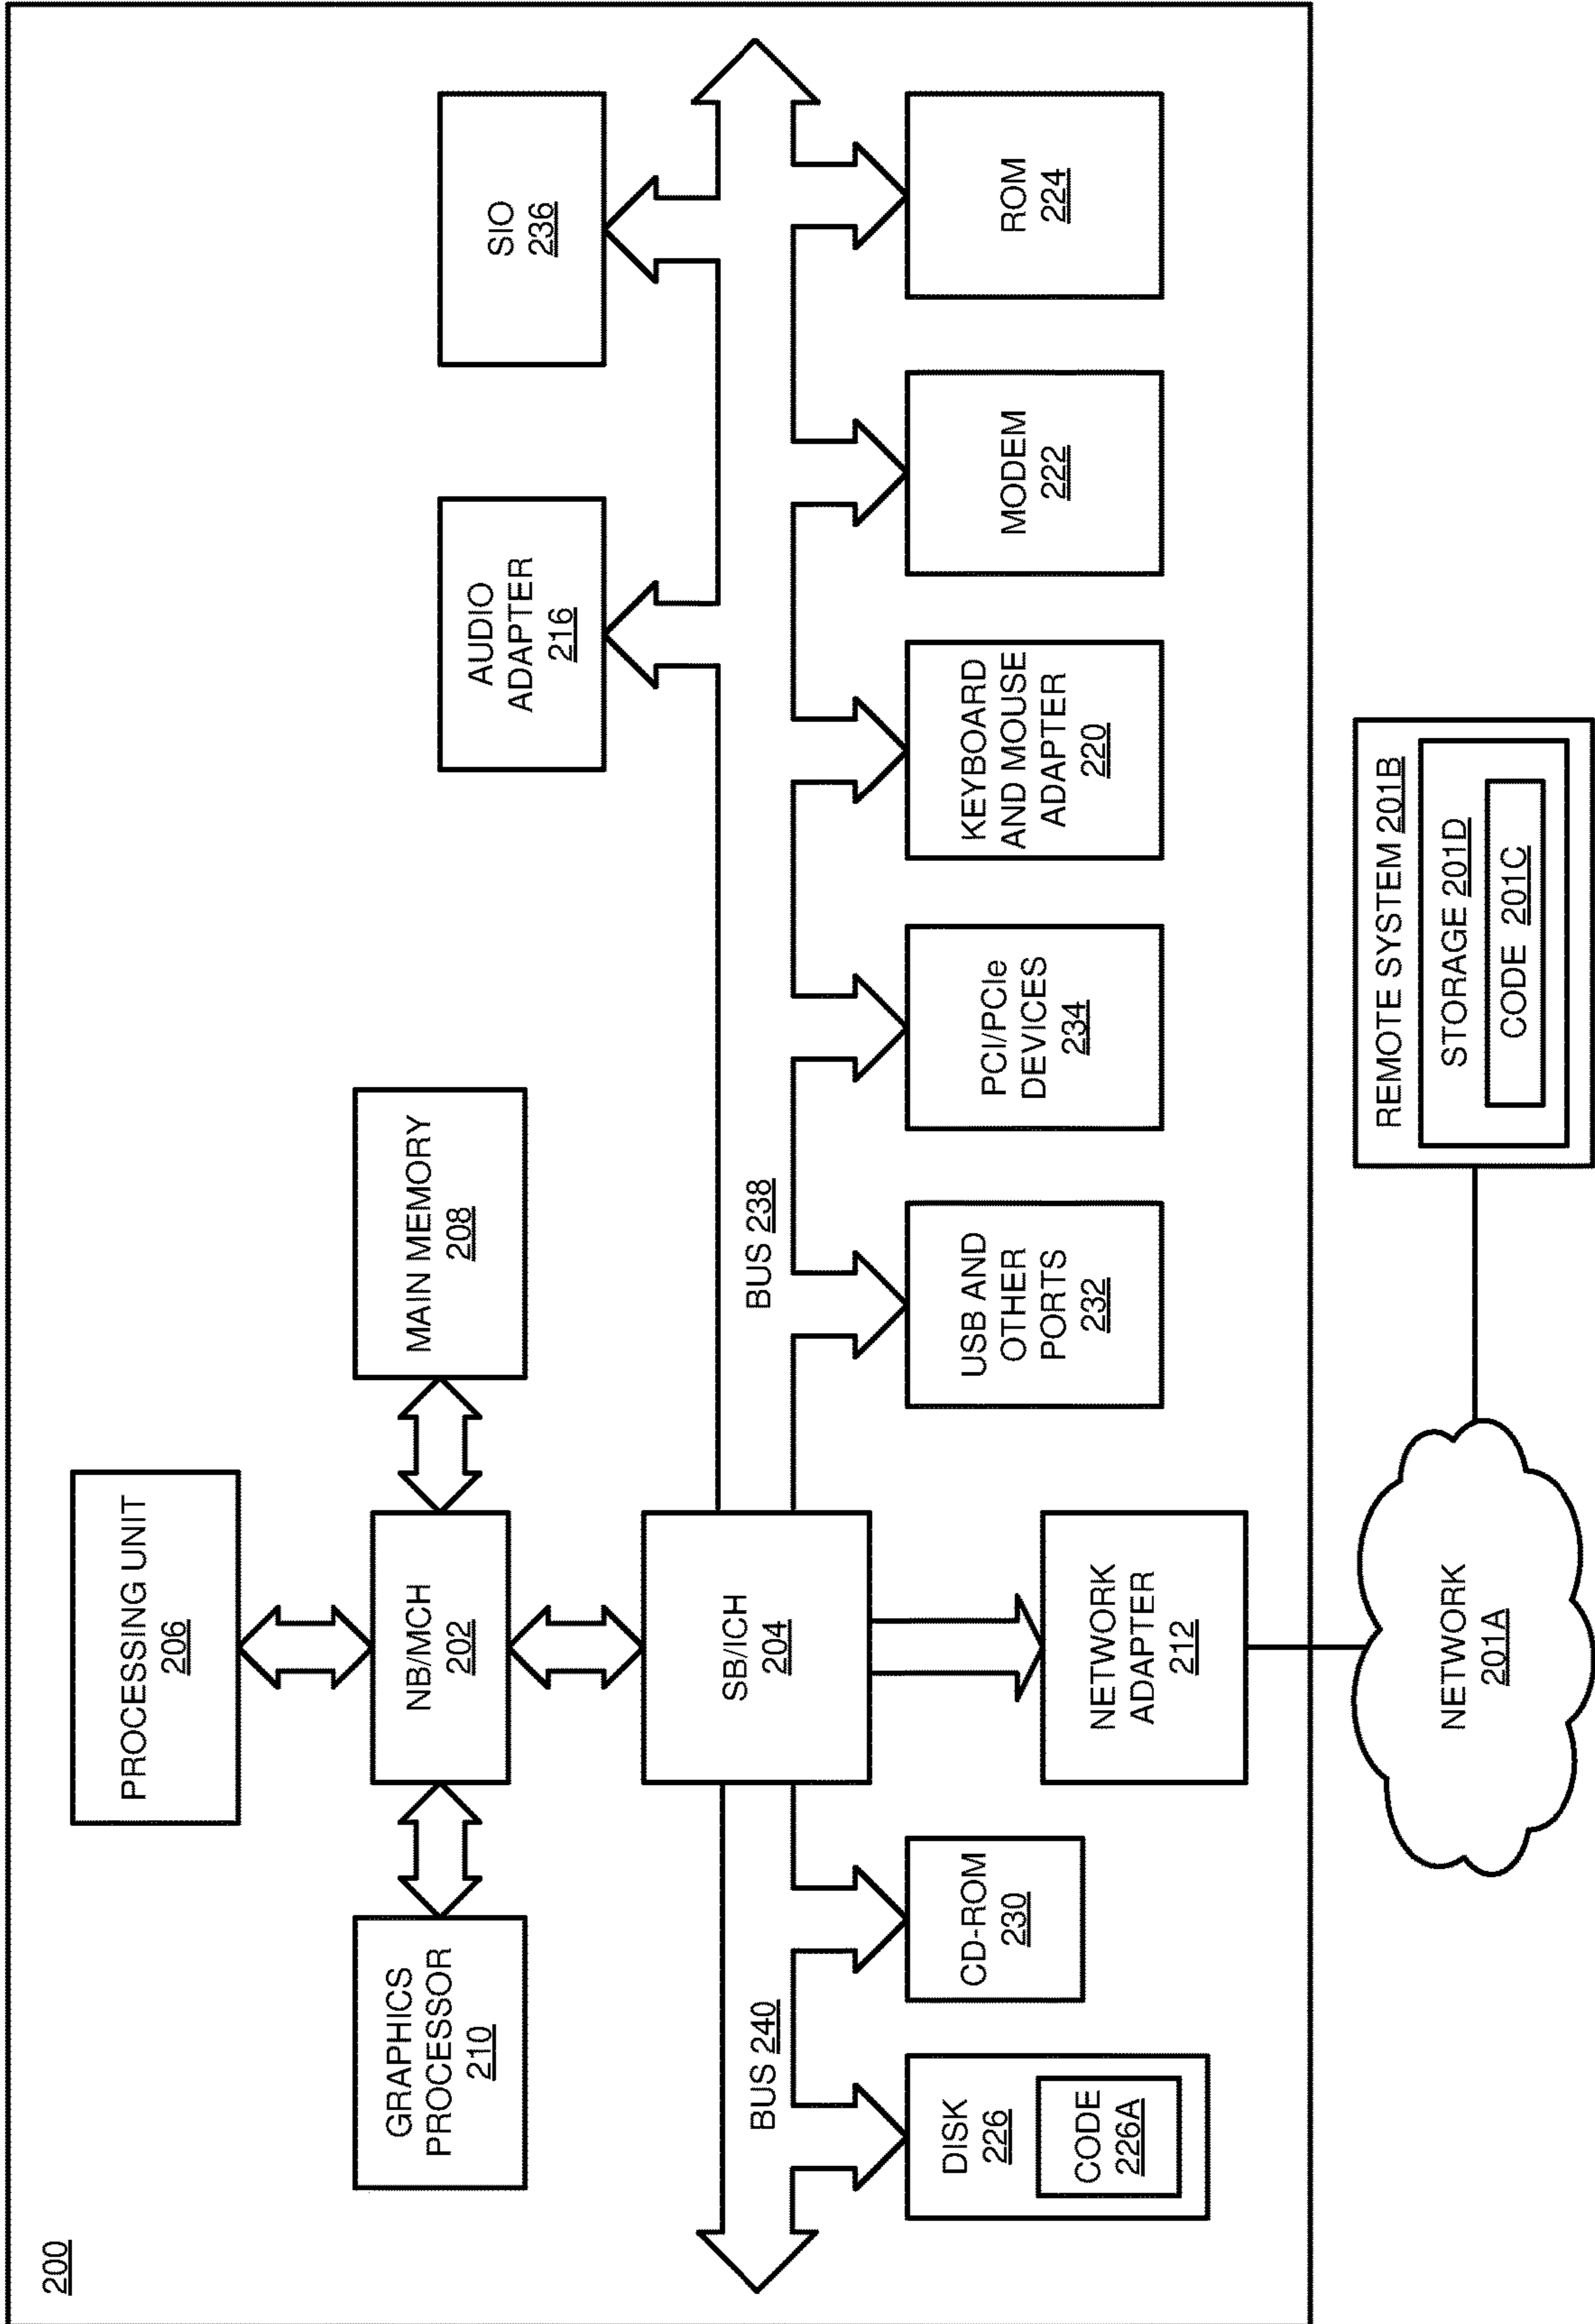 200
PROCESSING UNIT
206
GRAPHICS
PROCESSOR
210
NB/MCH
202
MAIN MEMORY
208
AUDIO
ADAPTER
216
SIO
236
SB/ICH
204
BUS 240
BUS 238
DISK
226
CODE
226A
CD-ROM
230
NETWORK
ADAPTER
212
USB AND
OTHER
PORTS
232
PCI/PCIe
DEVICES
234
KEYBOARD
AND MOUSE
ADAPTER
220
MODEM
222
ROM
224
NETWORK
201A
REMOTE SYSTEM 201B
STORAGE 201D
CODE 201C